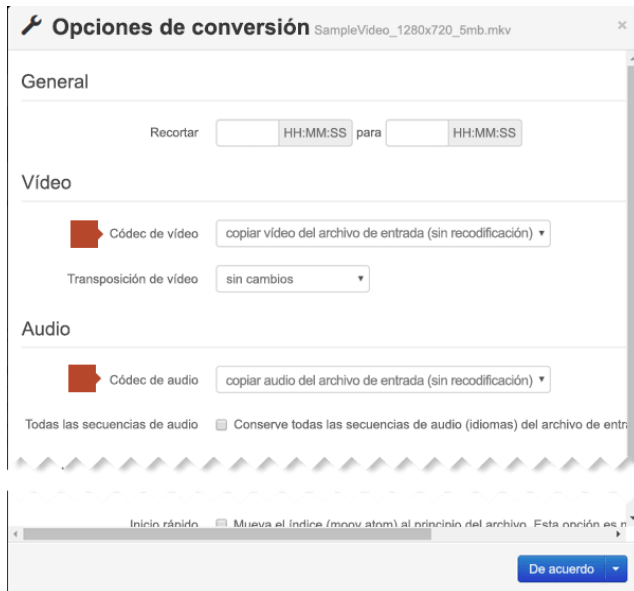 Opciones de conversión SampleVideo_1280x720_5mb.mkv ×
General
Recortar HH:MM:SS para HH:MM:SS
Vídeo
Códec de vídeo copiar vídeo del archivo de entrada (sin recodificación)
Transposición de vídeo sin cambios
Audio
Códec de audio copiar audio del archivo de entrada (sin recodificación)
Todas las secuencias de audio Conserve todas las secuencias de audio (idiomas) del archivo de
Inicio rápido Mueva el índice (moov atom) al principio del archivo. Esta opción es
De acuerdo